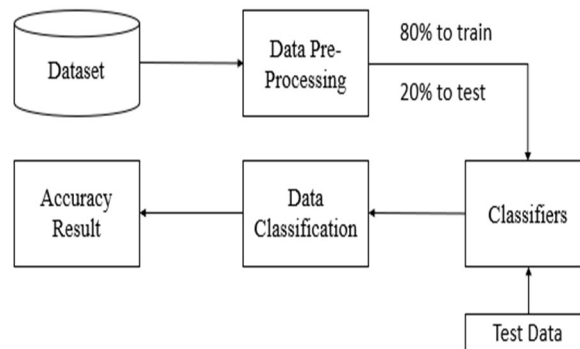 Dataset
Data Pre-
Processing
80% to train
20% to test
Accuracy
Result
Data
Classification
Classifiers
Test Data